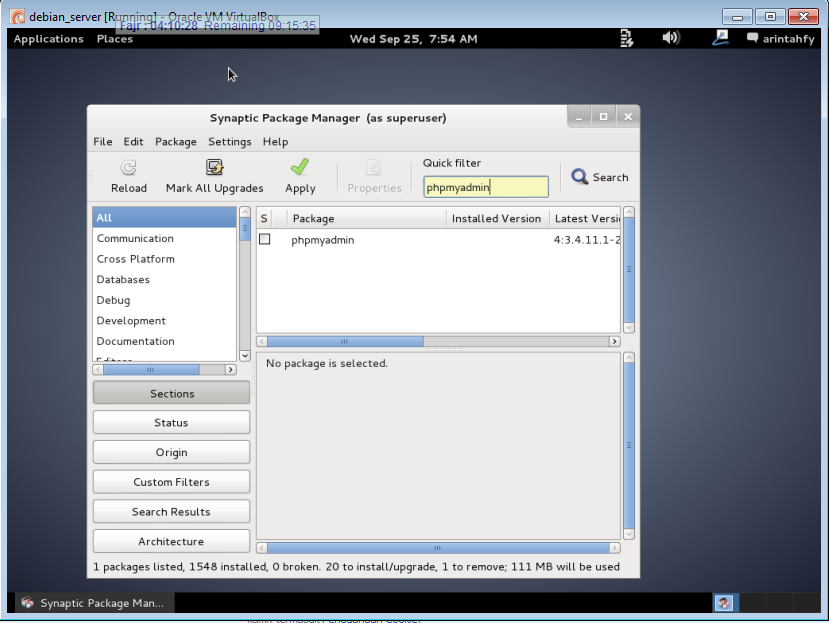 debian_server [Running] - Oracle VM VirtualBox
Fajr : 04:10:28 Remaining 09:15:35
Applications Places Wed Sep 25, 7:54 AM arintahfy
Synaptic Package Manager (as superuser)
File Edit Package Settings Help
Reload Mark All Upgrades Apply Properties
Quick filter
phpmyadmin
Search
All
Communication
Cross Platform
Databases
Debug
Development
Documentation
Editors
S Package Installed Version Latest Versi
phpmyadmin 4:3.4.11.1-2
No package is selected.
Sections
Status
Origin
Custom Filters
Search Results
Architecture
1 packages listed, 1548 installed, 0 broken. 20 to install/upgrade, 1 to remove; 111 MB will be used
Synaptic Package Man...